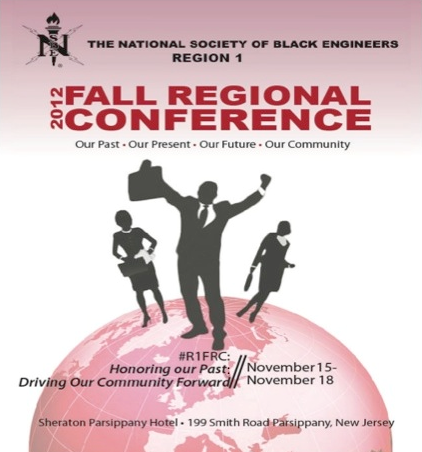 NSBE
THE NATIONAL SOCIETY OF BLACK ENGINEERS
REGION 1
2012 FALL REGIONAL
CONFERENCE
Our Past • Our Present • Our Future • Our Community
#R1FRC:
Honoring our Past:
Driving Our Community Forward
// November 15-
November 18
Sheraton Parsippany Hotel • 199 Smith Road Parsippany, New Jersey